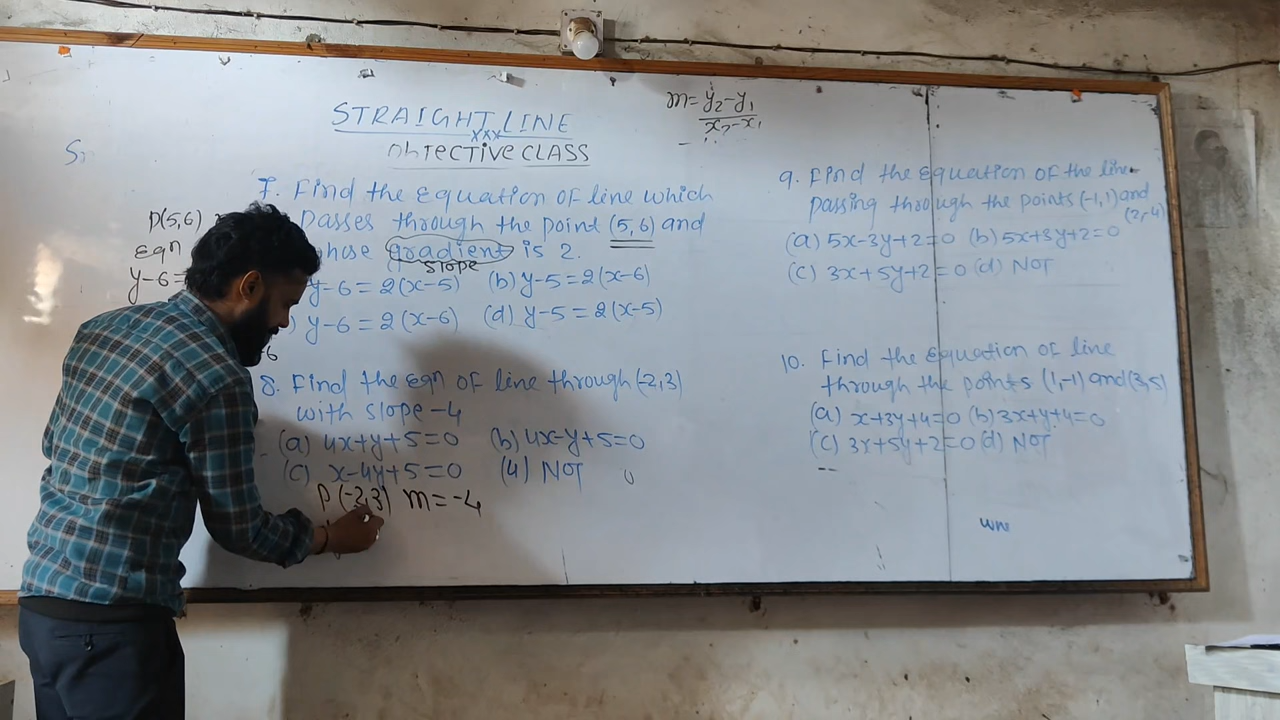 STRAIGHT LINE
xxx
OBJECTIVE CLASS
m = y₂-y₁
x₂-x₁
P(5,6)
eqn
y-6=
7. Find the Equation of line which
passes through the point (5,6) and
whose gradient is 2.
slope
y-6=2(x-5) (b) y-5=2(x-6)
) y-6=2(x-6) (d) y-5=2(x-5)
-6
8. Find the eqn of line through (-2,3)
with slope -4
(a) 4x+y+5=0 (b) 4x-y+5=0
(c) x-4y+5=0 (4) NOT
P(-2,3) m=-4
9. Find the Equation of the line
passing through the points (-1,1) and
(2,-4)
(a) 5x-3y+2=0 (b) 5x+3y+2=0
(c) 3x+5y+2=0 (d) NOT
10. Find the Equation of line
through the points (1,-1) and (3,5)
(a) x+3y+4=0 (b) 3x+y+4=0
(c) 3x+5y+2=0 (d) NOT